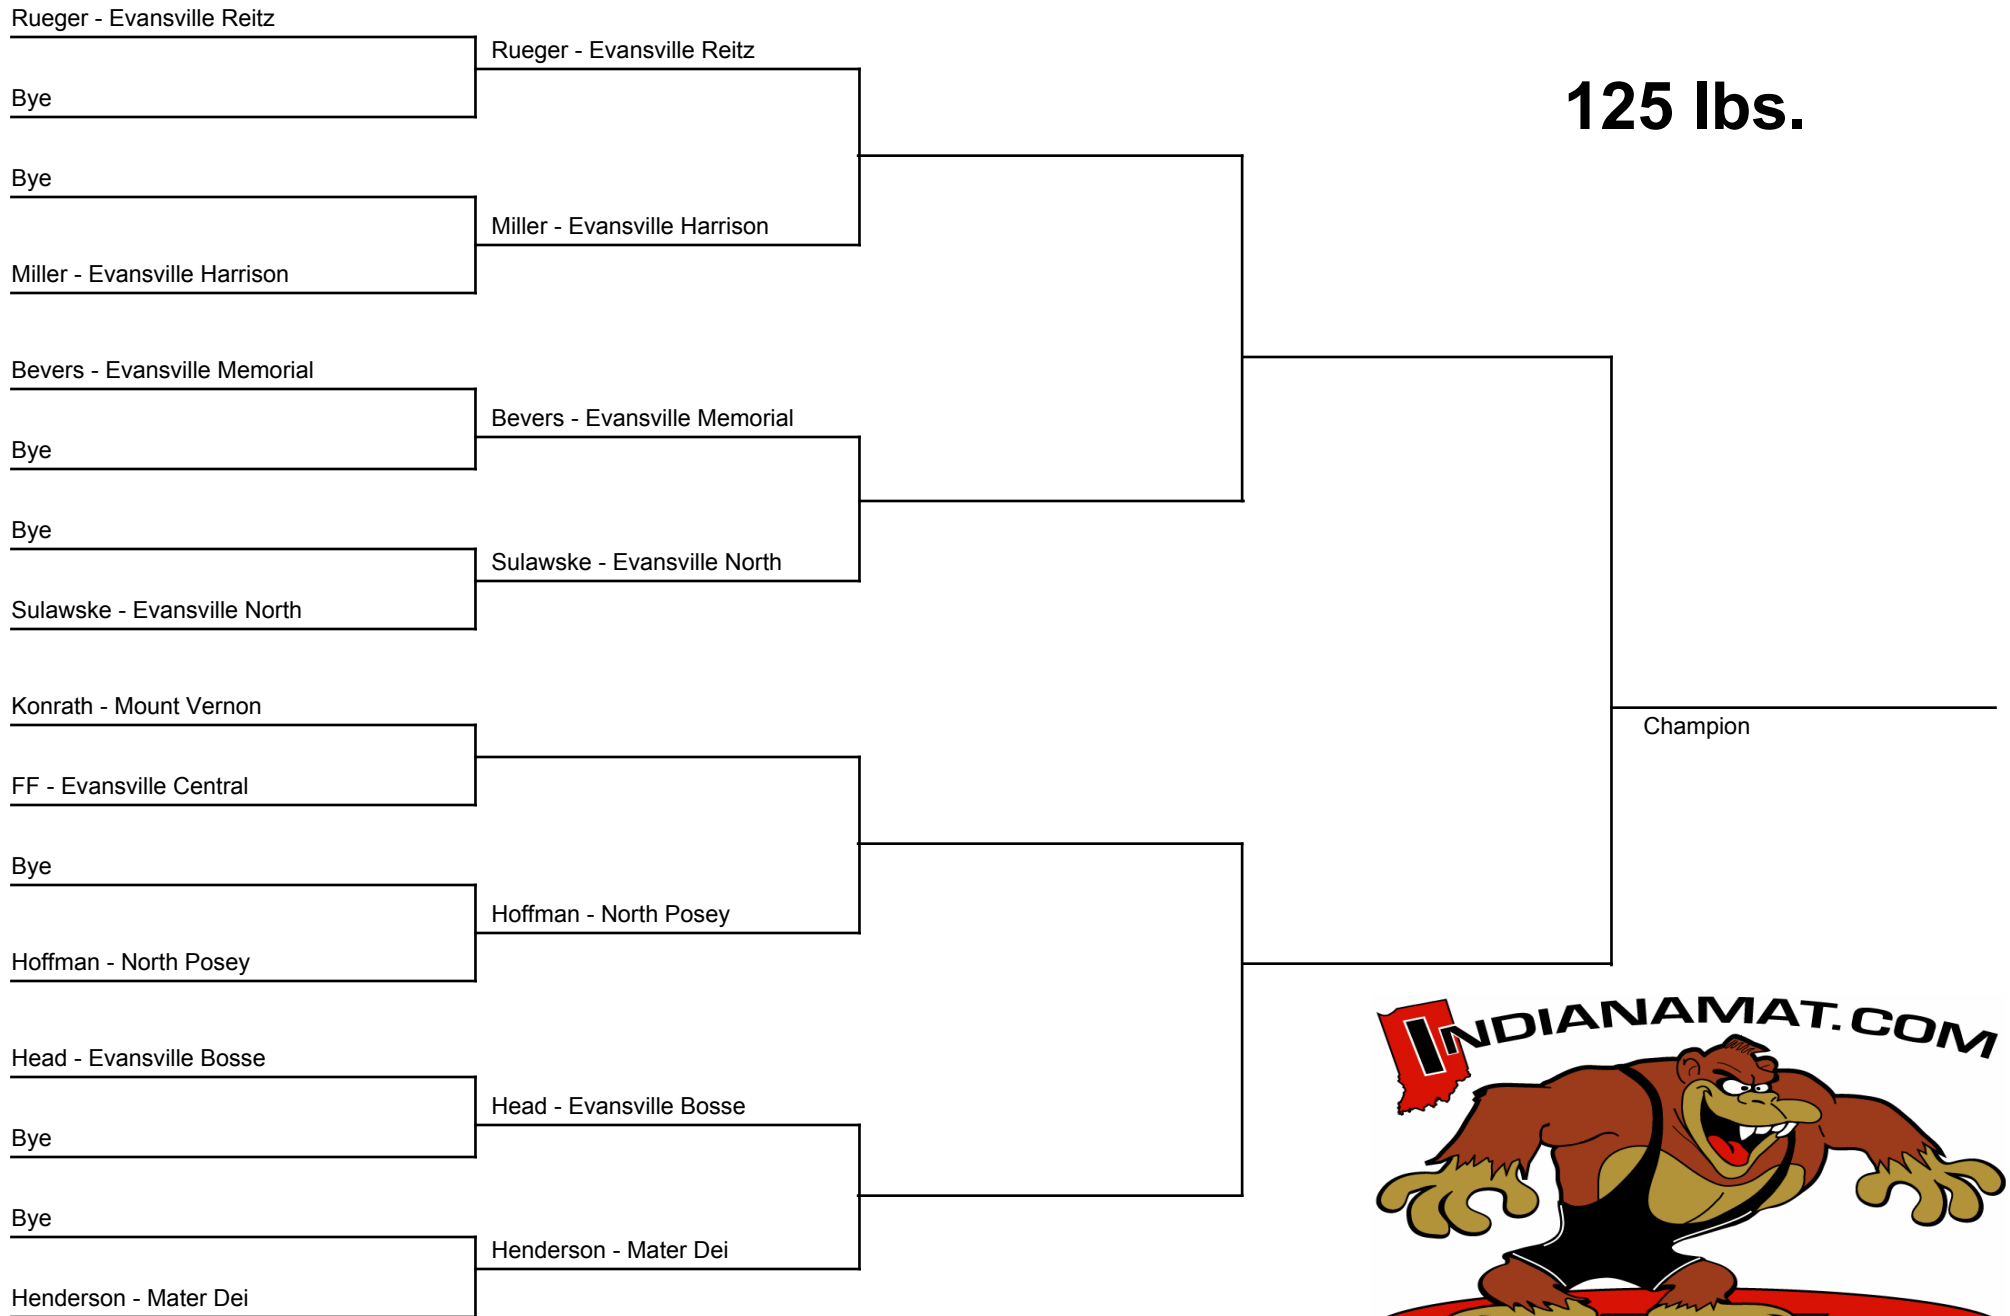 Rueger - Evansville Reitz
Rueger - Evansville Reitz
125 lbs.
Bye
Bye
Miller - Evansville Harrison
Miller - Evansville Harrison
Bevers - Evansville Memorial
Bevers - Evansville Memorial
Bye
Bye
Sulawske - Evansville North
Sulawske - Evansville North
Konrath - Mount Vernon
Champion
FF - Evansville Central
Bye
Hoffman - North Posey
Hoffman - North Posey
INDIANAMAT.COM
Head - Evansville Bosse
Head - Evansville Bosse
Bye
Bye
Henderson - Mater Dei
Henderson - Mater Dei